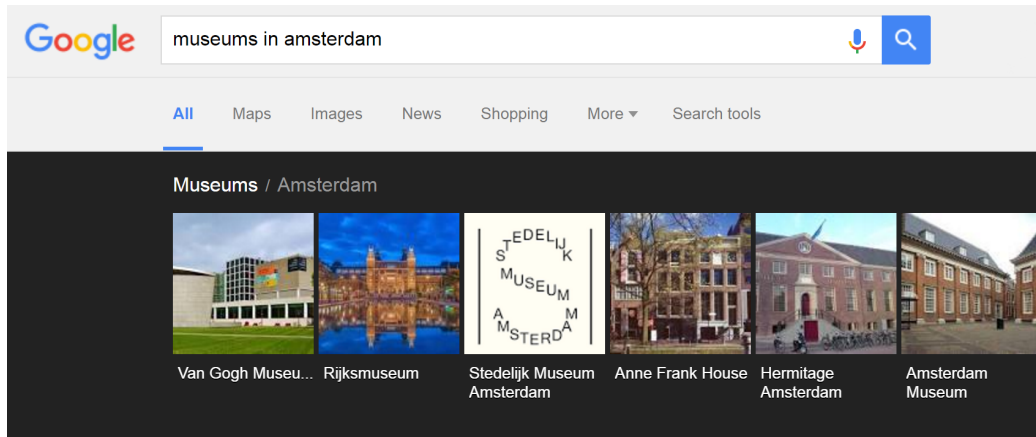 Google
museums in amsterdam
All Maps Images News Shopping More Search tools
Museums / Amsterdam
STEDELIJK
MUSEUM
AMSTERDAM
Van Gogh Museu... Rijksmuseum Stedelijk Museum Anne Frank House Hermitage Amsterdam
Amsterdam Amsterdam Museum